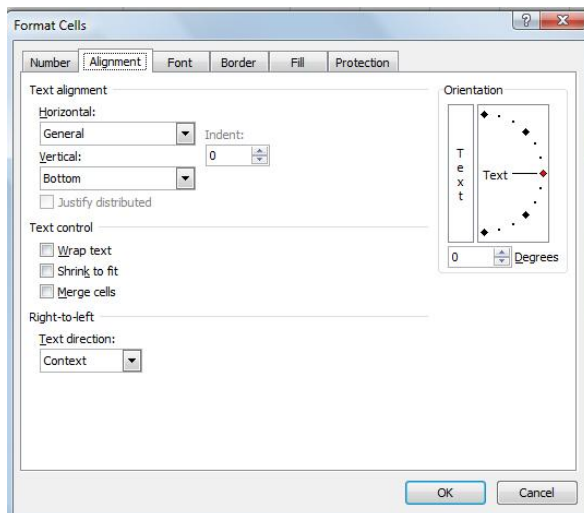 Format Cells
Number Alignment Font Border Fill Protection
Text alignment
Horizontal:
General
Indent:
Vertical:
0
Bottom
Justify distributed
Text control
Wrap text
Shrink to fit
Merge cells
Right-to-left
Text direction:
Context
Orientation
Text
Text
0 Degrees
OK Cancel